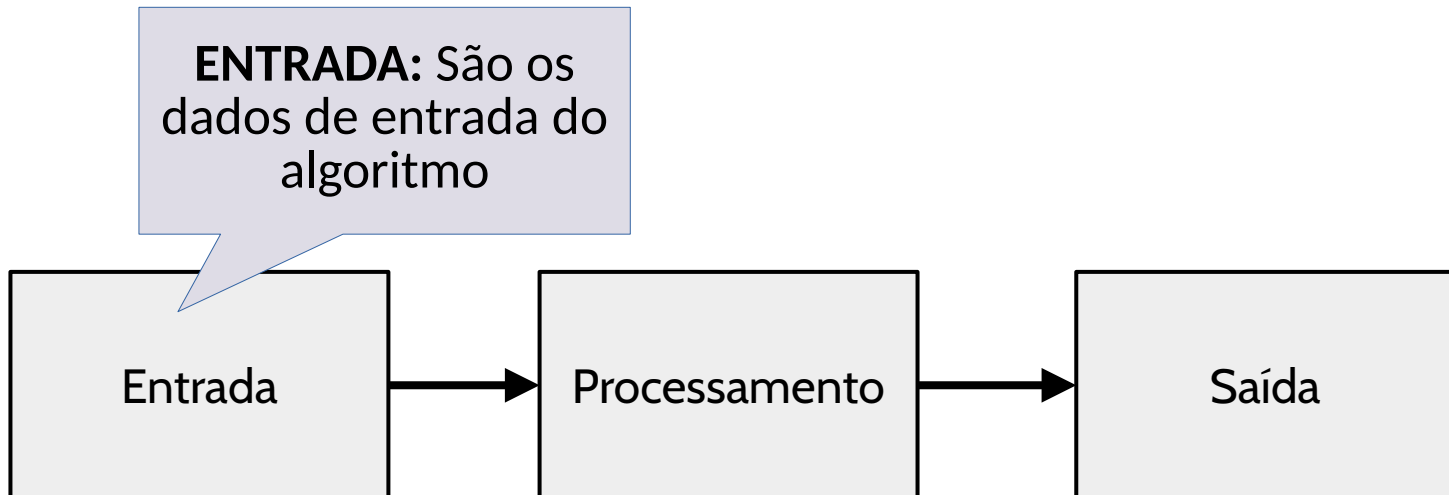 ENTRADA: São os
dados de entrada do
algoritmo
Entrada
Processamento
Saída